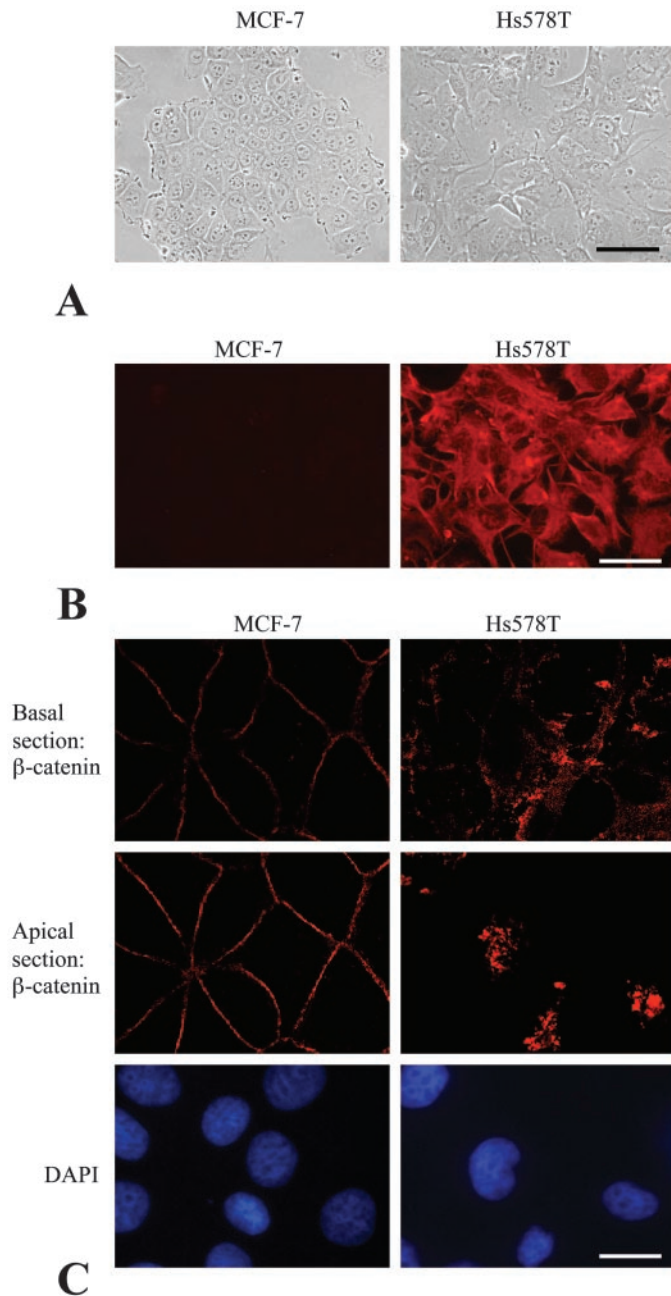 MCF-7 Hs578T
A
MCF-7 Hs578T
B
MCF-7 Hs578T
Basal
section:
β-catenin
Apical
section:
β-catenin
DAPI
C